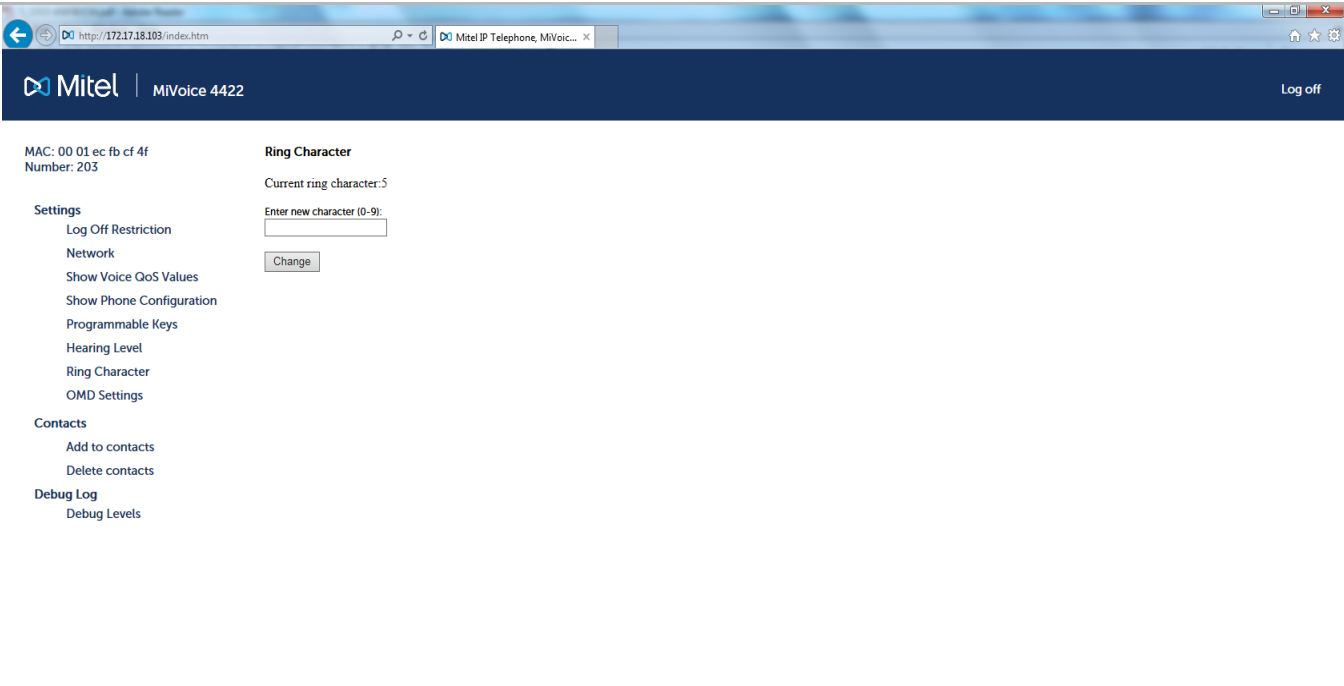 http://172.17.18.103/index.htm
Mitel IP Telephone, MiVoic...
Mitel | MiVoice 4422
Log off
MAC: 00 01 ec fb cf 4f
Number: 203
Settings
Log Off Restriction
Network
Show Voice QoS Values
Show Phone Configuration
Programmable Keys
Hearing Level
Ring Character
OMD Settings
Contacts
Add to contacts
Delete contacts
Debug Log
Debug Levels
Ring Character
Current ring character:5
Enter new character (0-9):
Change